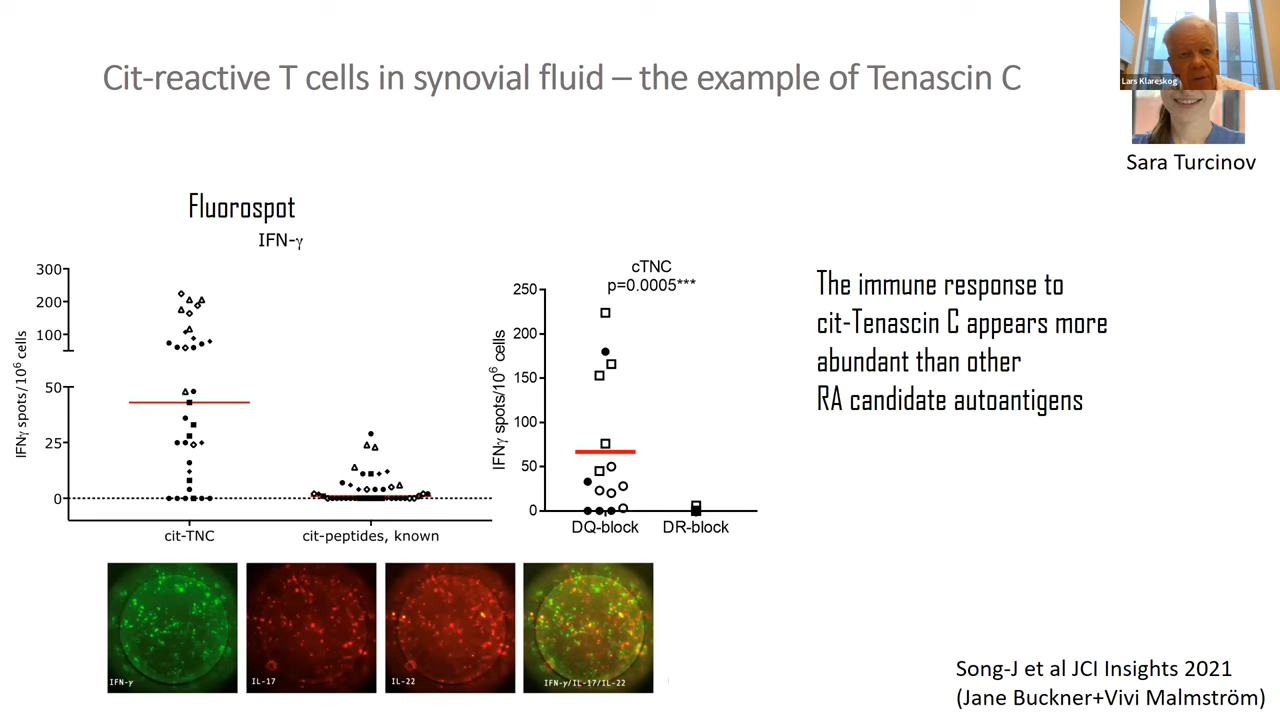 Cit-reactive T cells in synovial fluid – the example of Tenascin C
Lars Klareskog
Sara Turcinov
Fluorospot
IFN-γ
IFNγ spots/10⁶ cells
300
200
100
50
25
0
cit-TNC
cit-peptides, known
cTNC
p=0.0005***
IFNγ spots/10⁶ cells
250
200
150
100
50
0
DQ-block
DR-block
The immune response to
cit-Tenascin C appears more
abundant than other
RA candidate autoantigens
IFN-γ
IL-17
IL-22
IFN-γ/IL-17/IL-22
Song-J et al JCI Insights 2021
(Jane Buckner+Vivi Malmström)